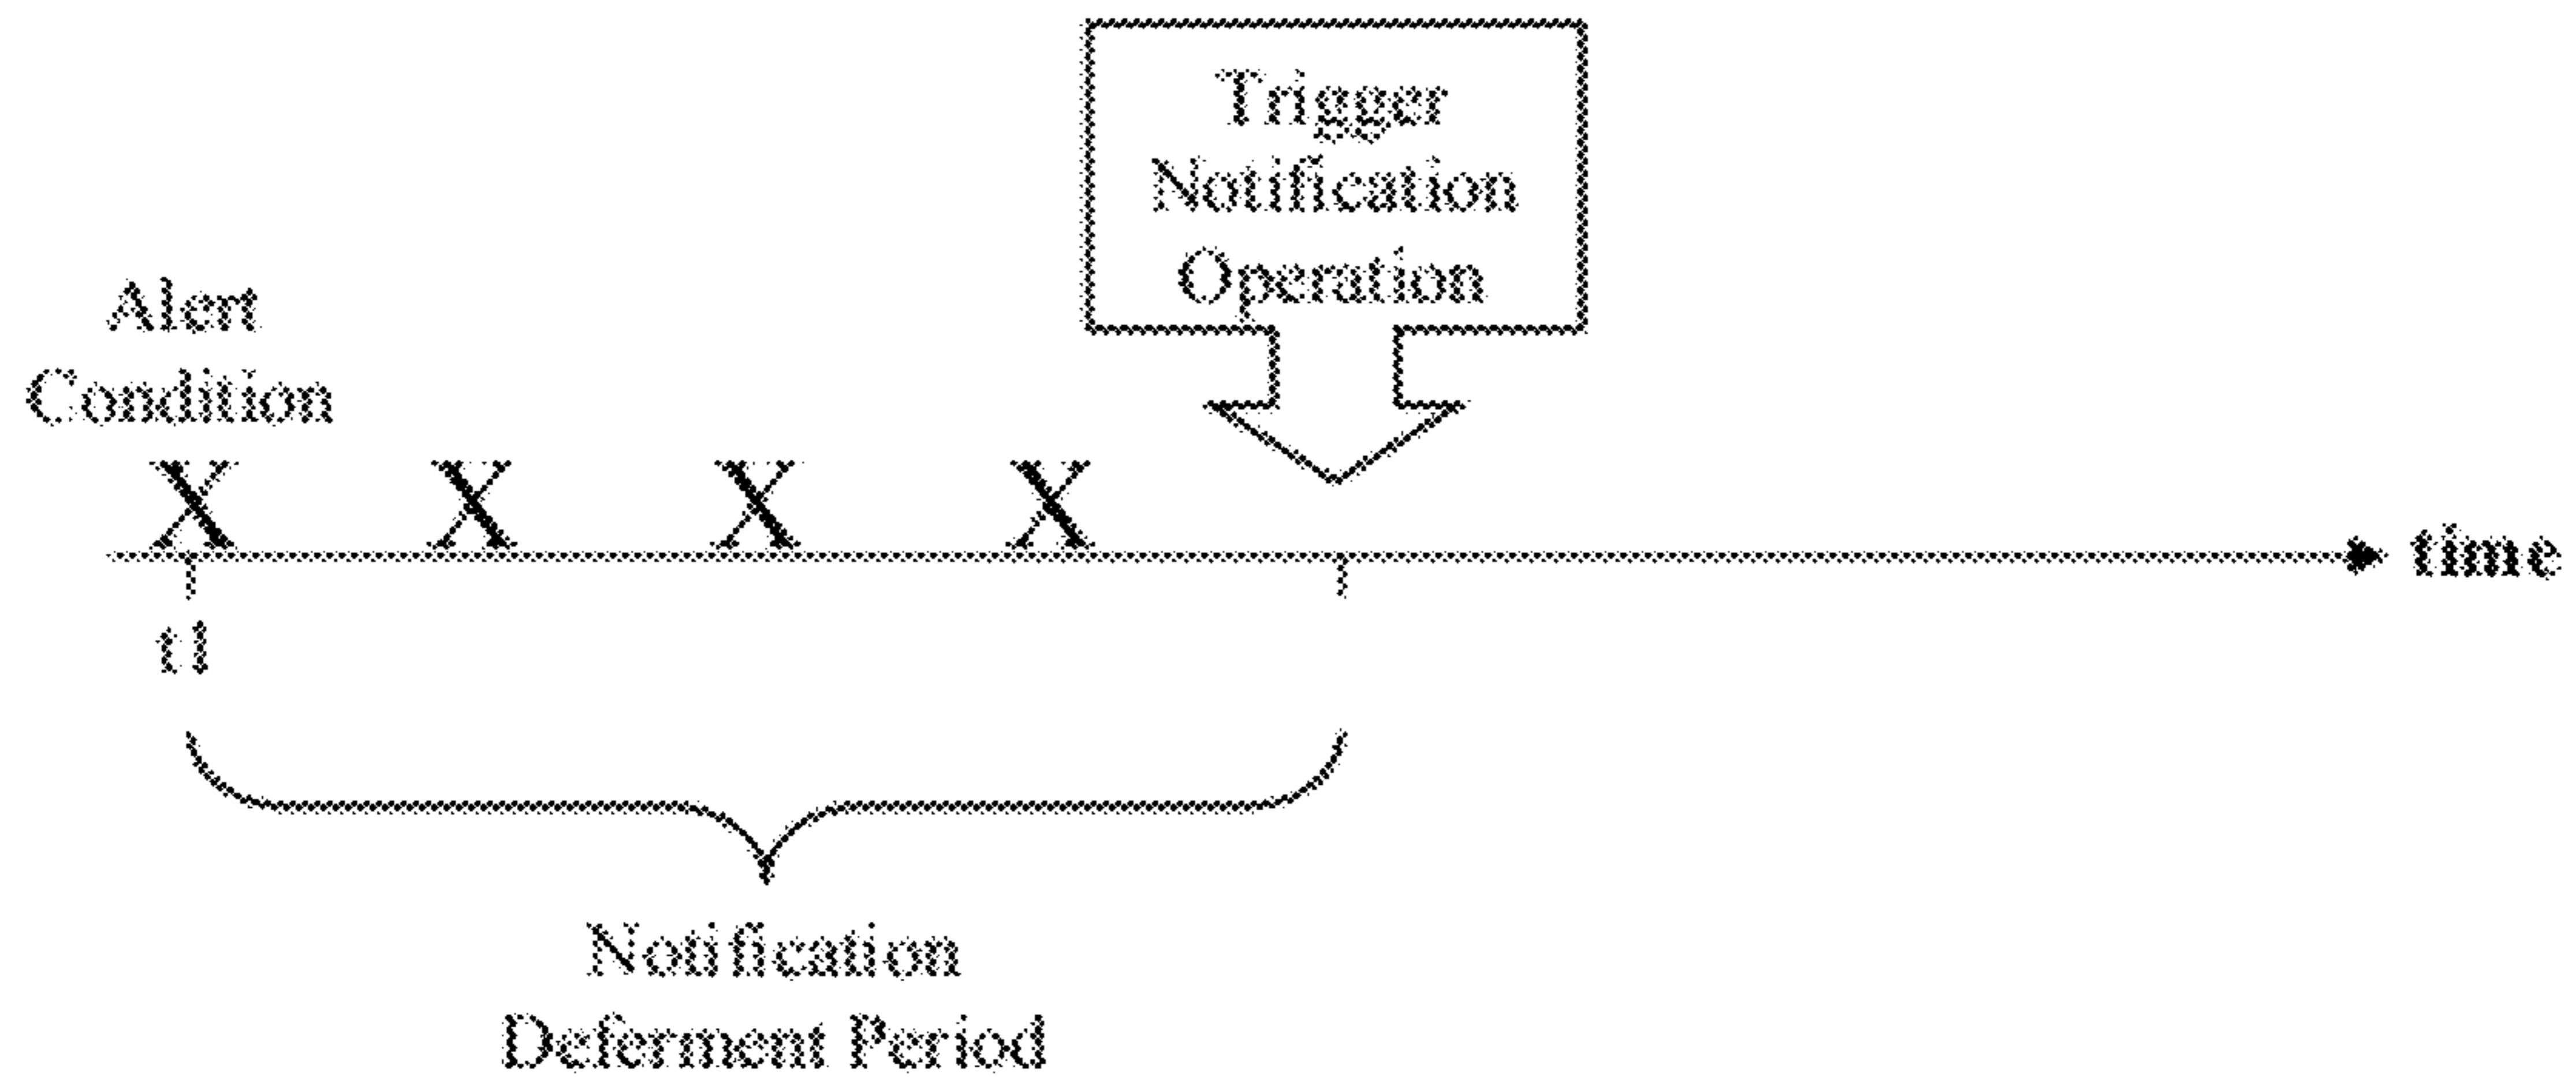 Trigger
Notification
Operation
Alert
Condition
X X X X
time
t1
Notification
Deferment Period